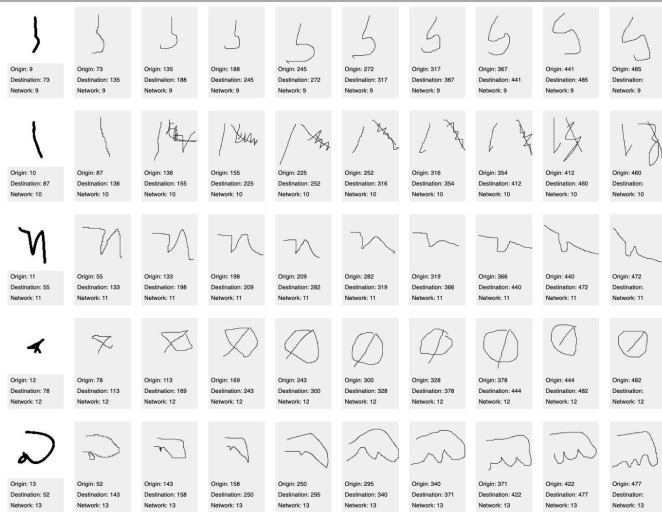 Origin: 9 Origin: 73 Origin: 135 Origin: 188 Origin: 245 Origin: 272 Origin: 317 Origin: 367 Origin: 441 Origin: 485
Destination: 73 Destination: 135 Destination: 188 Destination: 245 Destination: 272 Destination: 317 Destination: 367 Destination: 441 Destination: 485 Destination:
Network: 9 Network: 9 Network: 9 Network: 9 Network: 9 Network: 9 Network: 9 Network: 9 Network: 9 Network: 9
Origin: 10 Origin: 87 Origin: 136 Origin: 155 Origin: 225 Origin: 252 Origin: 316 Origin: 354 Origin: 412 Origin: 460
Destination: 87 Destination: 136 Destination: 155 Destination: 225 Destination: 252 Destination: 316 Destination: 354 Destination: 412 Destination: 460 Destination:
Network: 10 Network: 10 Network: 10 Network: 10 Network: 10 Network: 10 Network: 10 Network: 10 Network: 10 Network: 10
Origin: 11 Origin: 55 Origin: 133 Origin: 198 Origin: 209 Origin: 282 Origin: 319 Origin: 366 Origin: 440 Origin: 472
Destination: 55 Destination: 133 Destination: 198 Destination: 209 Destination: 282 Destination: 319 Destination: 366 Destination: 440 Destination: 472 Destination:
Network: 11 Network: 11 Network: 11 Network: 11 Network: 11 Network: 11 Network: 11 Network: 11 Network: 11 Network: 11
Origin: 12 Origin: 78 Origin: 113 Origin: 169 Origin: 243 Origin: 300 Origin: 328 Origin: 378 Origin: 444 Origin: 482
Destination: 78 Destination: 113 Destination: 169 Destination: 243 Destination: 300 Destination: 328 Destination: 378 Destination: 444 Destination: 482 Destination:
Network: 12 Network: 12 Network: 12 Network: 12 Network: 12 Network: 12 Network: 12 Network: 12 Network: 12 Network: 12
Origin: 13 Origin: 52 Origin: 143 Origin: 158 Origin: 250 Origin: 295 Origin: 340 Origin: 371 Origin: 422 Origin: 477
Destination: 52 Destination: 143 Destination: 158 Destination: 250 Destination: 295 Destination: 340 Destination: 371 Destination: 422 Destination: 477 Destination:
Network: 13 Network: 13 Network: 13 Network: 13 Network: 13 Network: 13 Network: 13 Network: 13 Network: 13 Network: 13